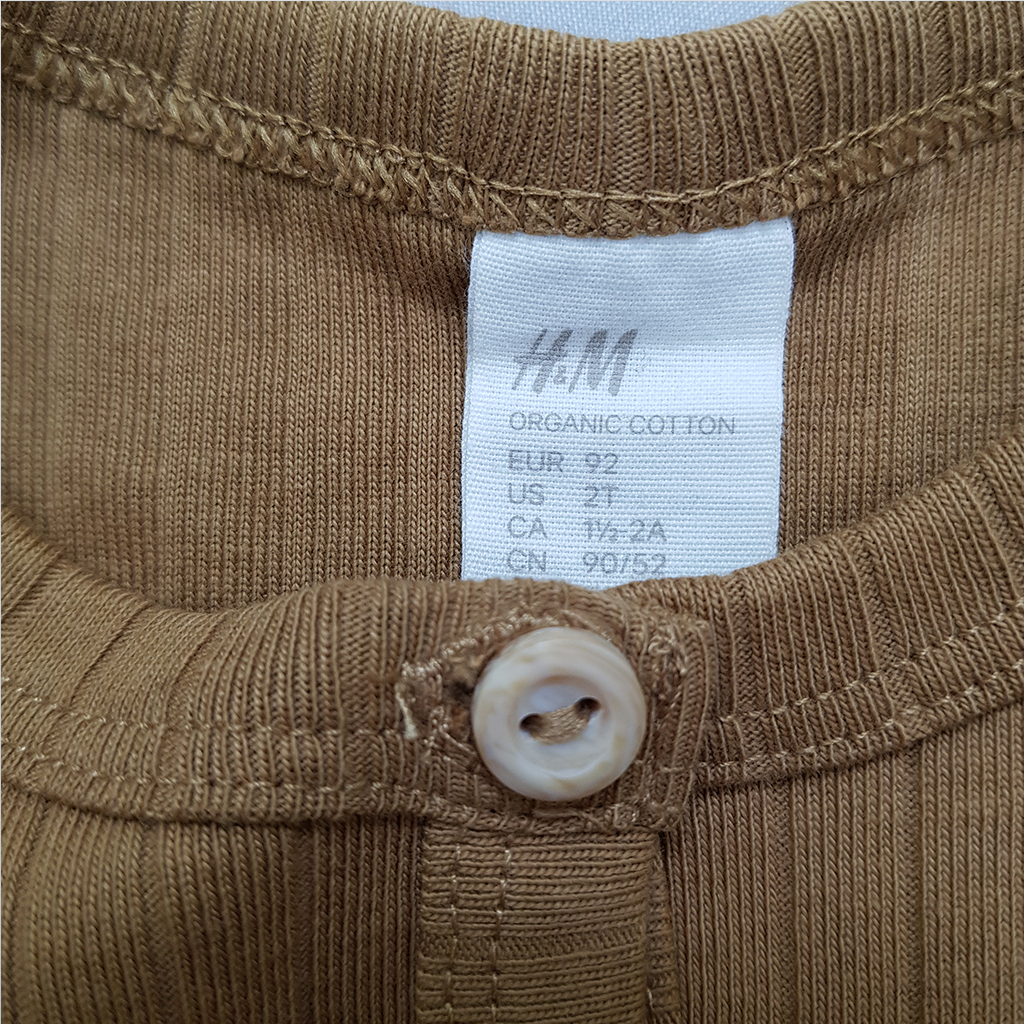 H&M
ORGANIC COTTON
EUR 92
US 2T
CA 1½-2A
CN 90/52